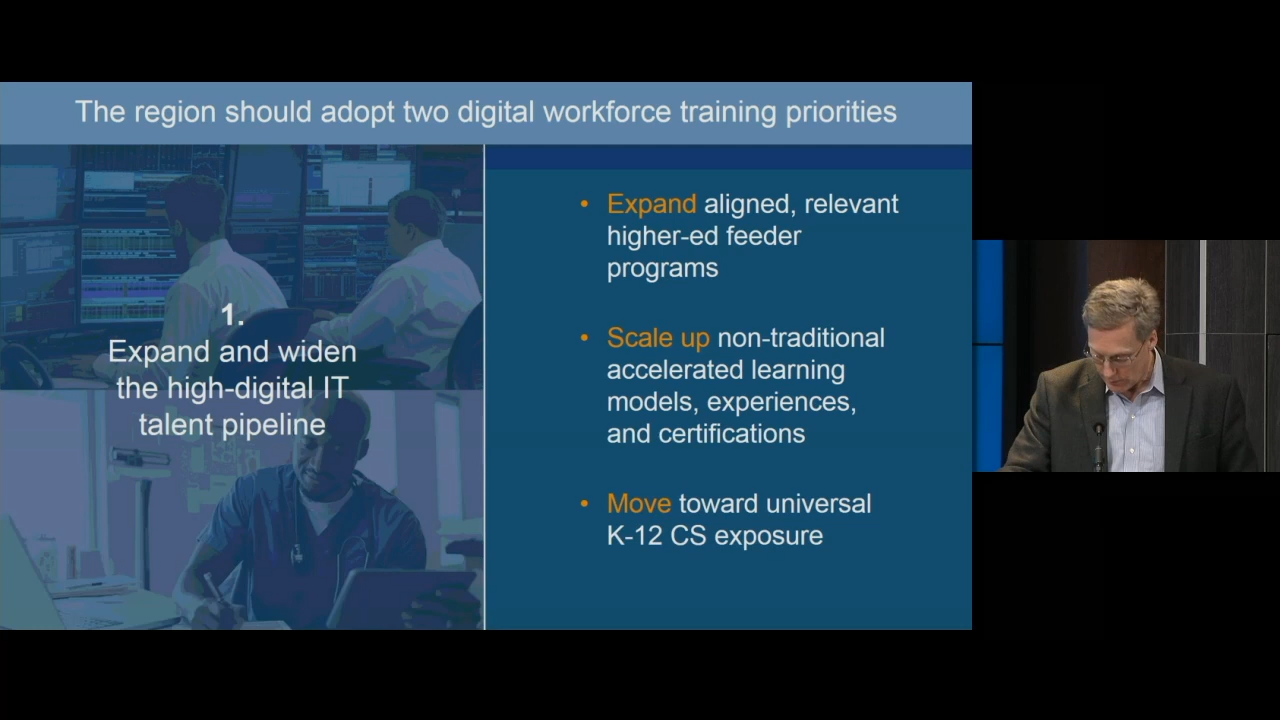 The region should adopt two digital workforce training priorities
1.
Expand and widen
the high-digital IT
talent pipeline
• Expand aligned, relevant
higher-ed feeder
programs
• Scale up non-traditional
accelerated learning
models, experiences,
and certifications
• Move toward universal
K-12 CS exposure